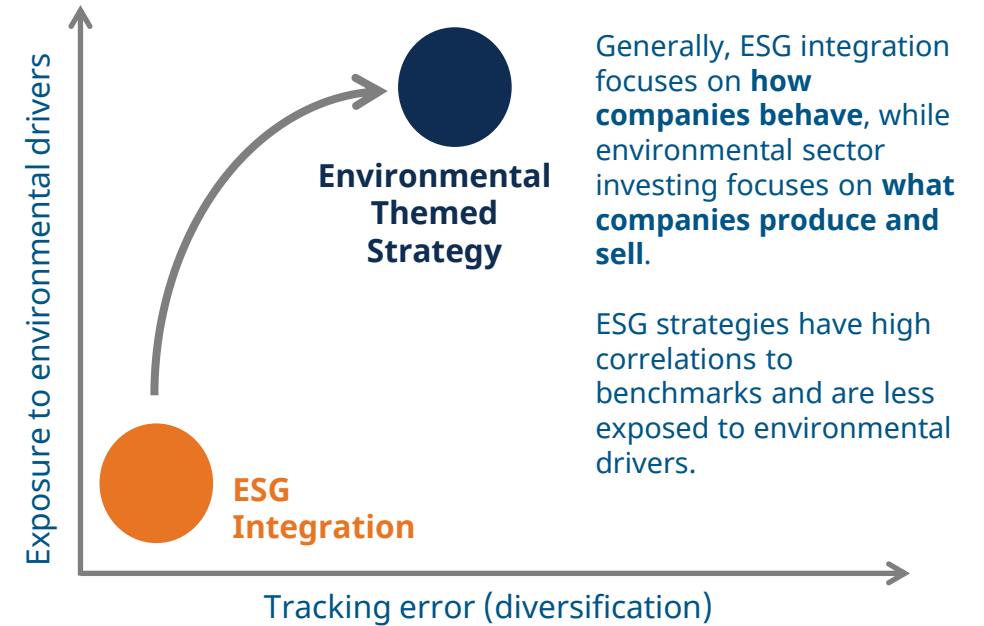 Exposure to environmental drivers
Environmental
Themed
Strategy
ESG
Integration
Tracking error (diversification)
Generally, ESG integration
focuses on how
companies behave, while
environmental sector
investing focuses on what
companies produce and
sell.
ESG strategies have high
correlations to
benchmarks and are less
exposed to environmental
drivers.